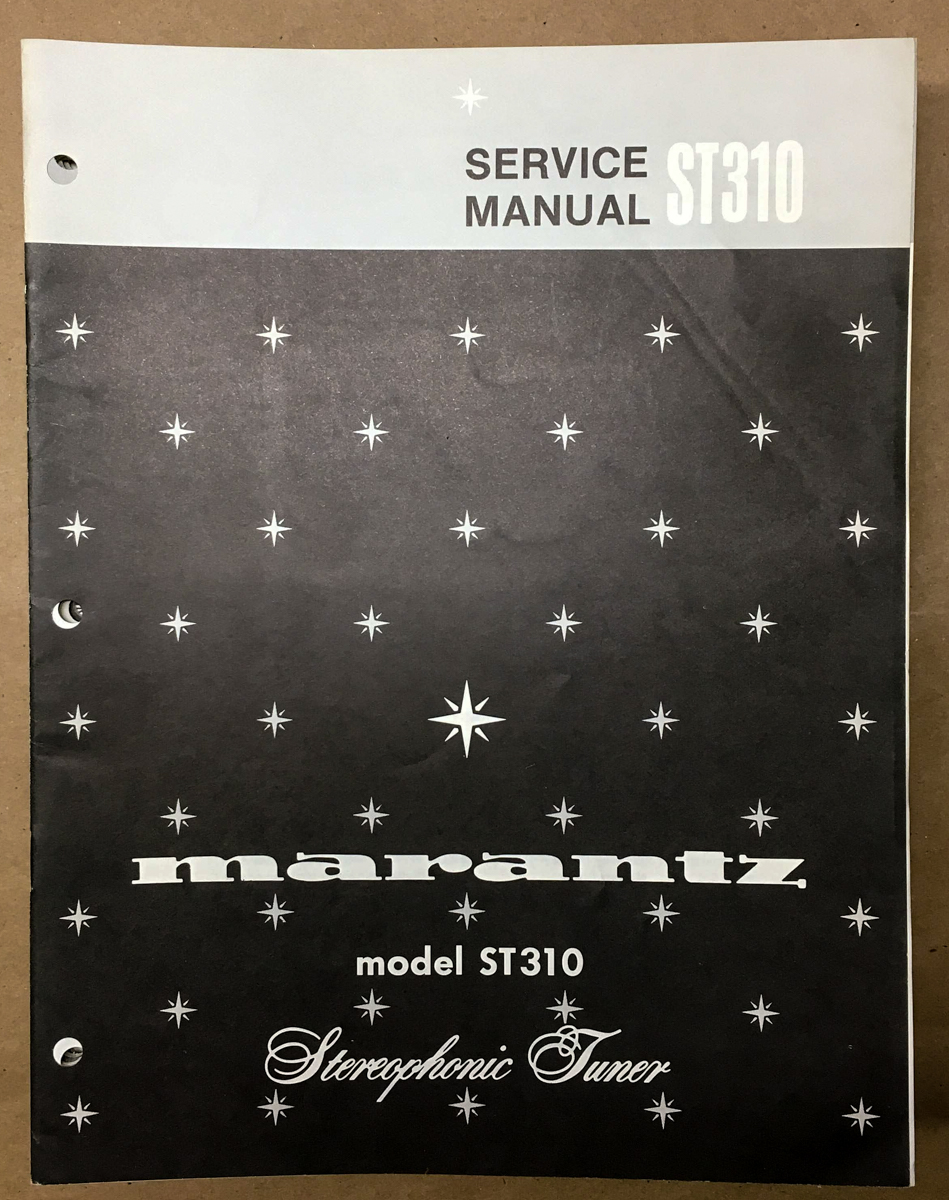 SERVICE
MANUAL ST310
marantz
model ST310
Stereophonic Tuner